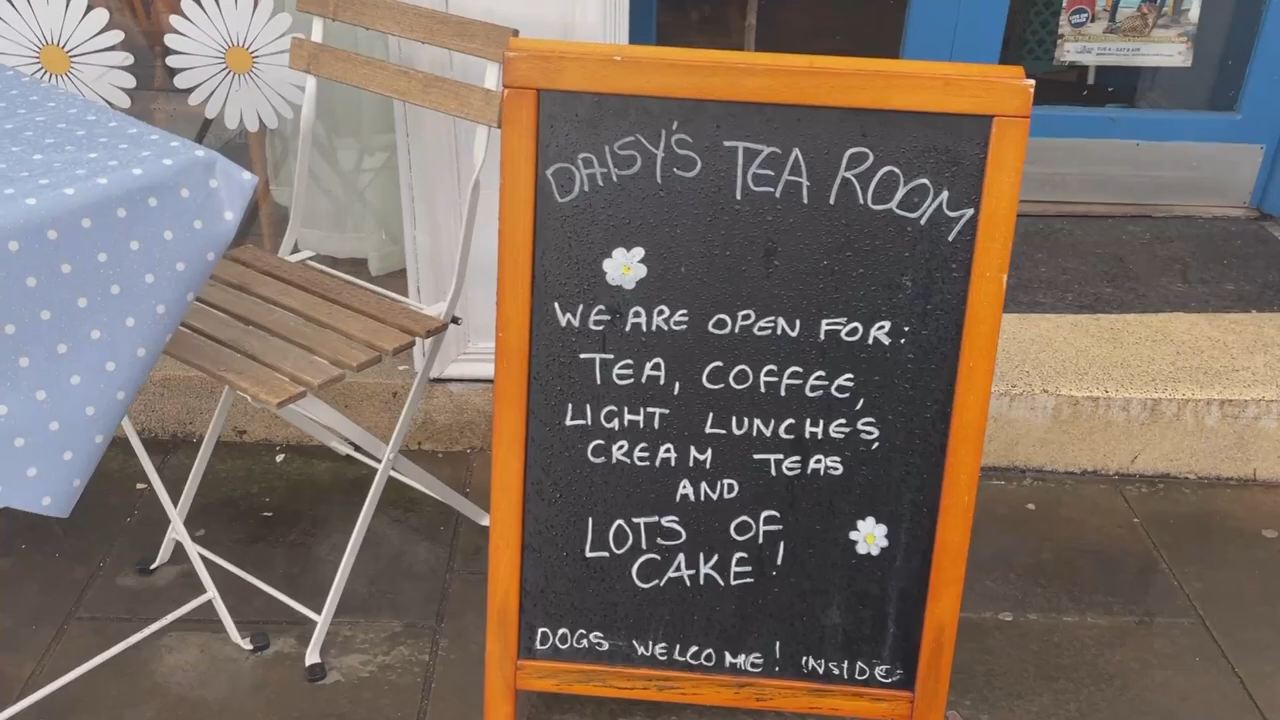 DAISY'S TEA ROOM
WE ARE OPEN FOR:
TEA, COFFEE,
LIGHT LUNCHES,
CREAM TEAS
AND
LOTS OF
CAKE!
DOGS WELCOME! INSIDE